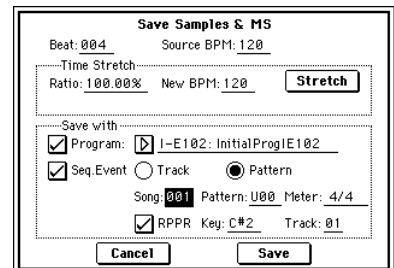 Save Samples & MS
Beat: 004 Source BPM: 120
Time Stretch
Ratio: 100.00% New BPM: 120 Stretch
Save with
Program: I-E102: InitialProgIE102
Seq.Event Track Pattern
Song: 001 Pattern: U00 Meter: 4/4
RPPR Key: C#2 Track: 01
Cancel Save